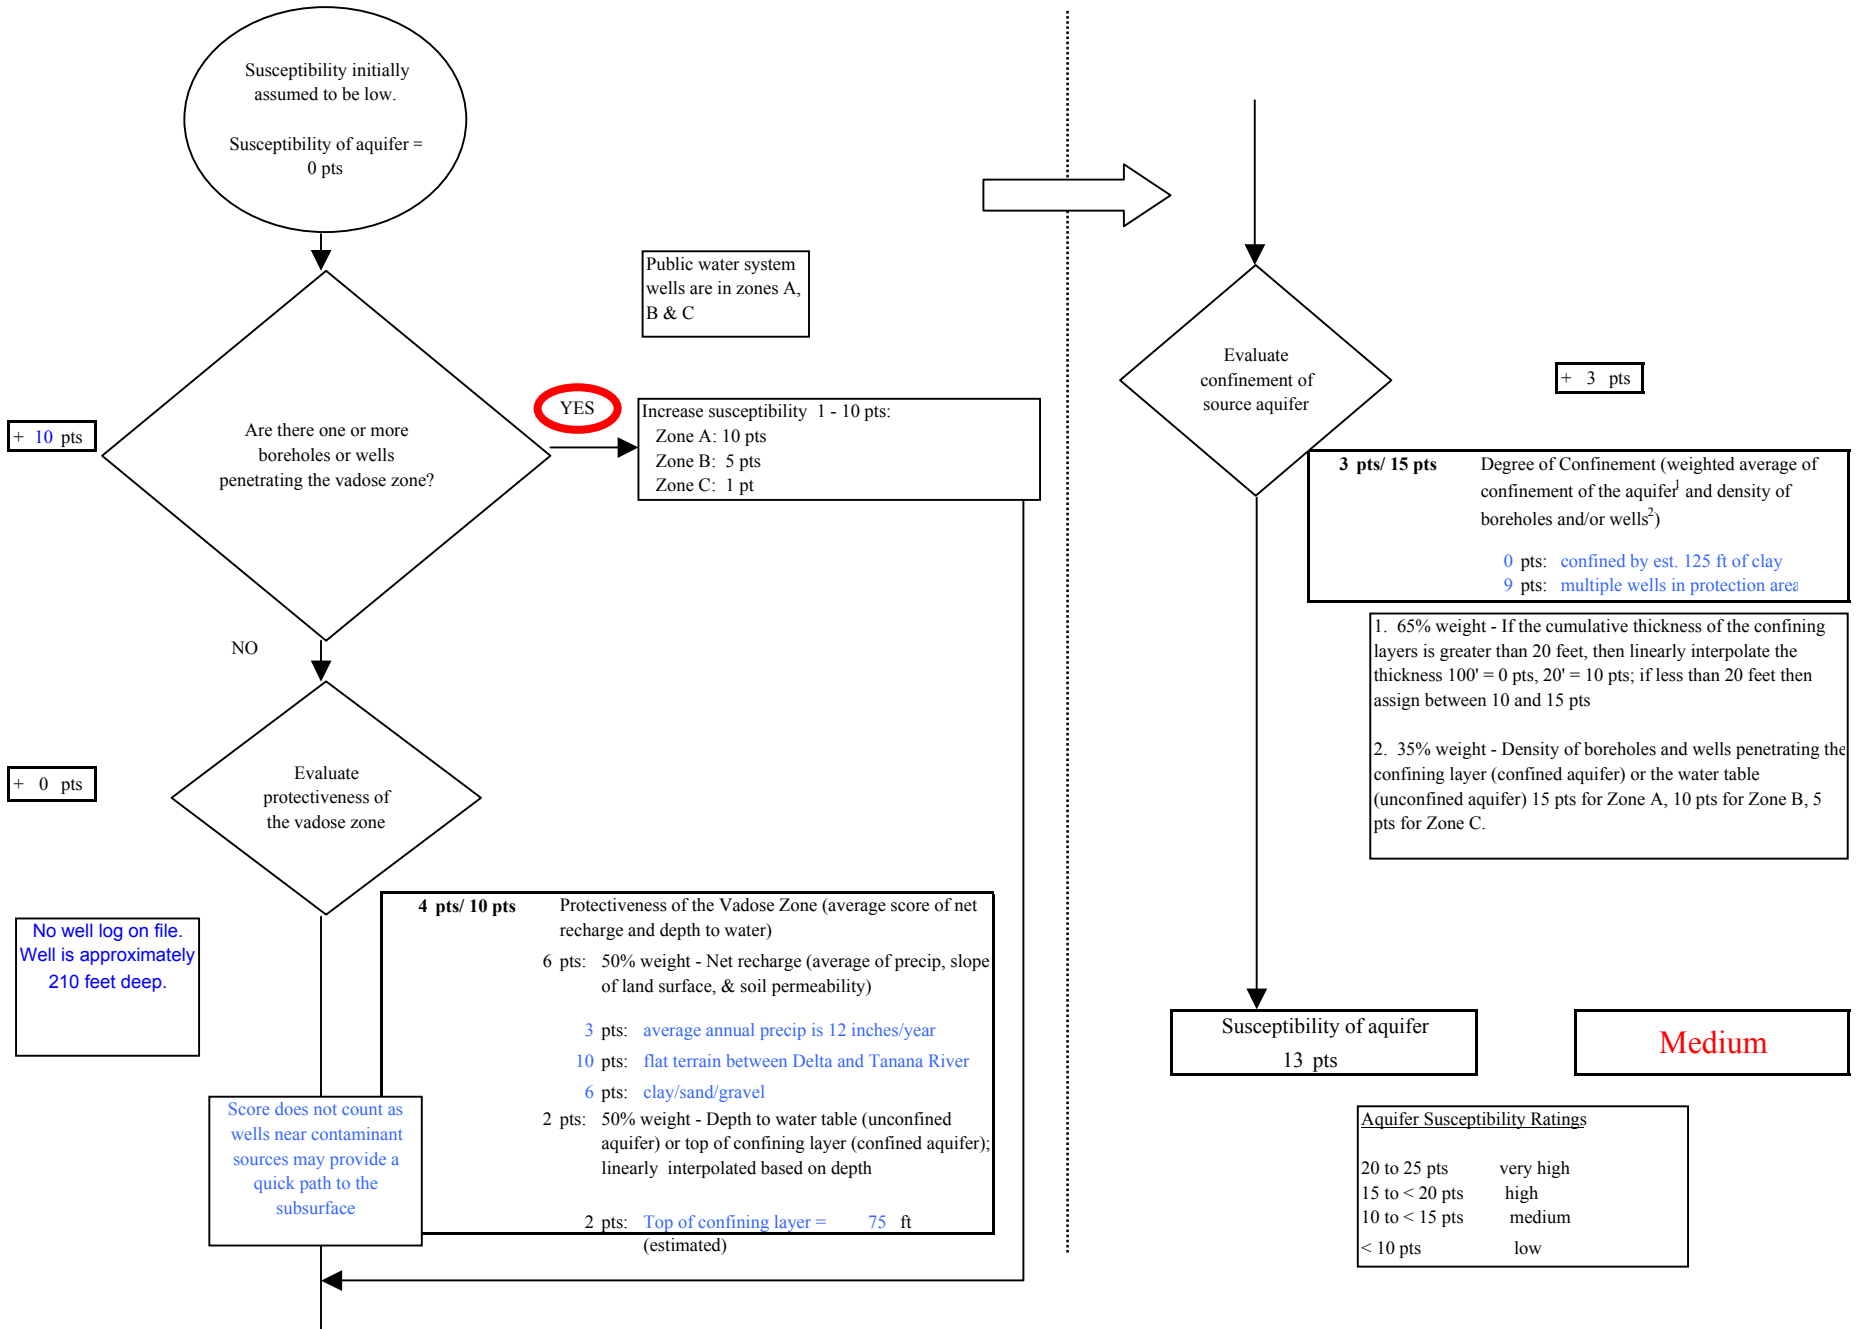 Susceptibility initially
assumed to be low.
Susceptibility of aquifer =
0 pts
Public water system
wells are in zones A,
B & C
+ 10 pts
Are there one or more
boreholes or wells
penetrating the vadose zone?
YES
Increase susceptibility 1 - 10 pts:
Zone A: 10 pts
Zone B: 5 pts
Zone C: 1 pt
NO
+ 0 pts
Evaluate
protectiveness of
the vadose zone
No well log on file.
Well is approximately
210 feet deep.
4 pts/ 10 pts
Protectiveness of the Vadose Zone (average score of net
recharge and depth to water)
6 pts: 50% weight - Net recharge (average of precip, slope
of land surface, & soil permeability)
3 pts: average annual precip is 12 inches/year
10 pts: flat terrain between Delta and Tanana River
6 pts: clay/sand/gravel
2 pts: 50% weight - Depth to water table (unconfined
aquifer) or top of confining layer (confined aquifer);
linearly interpolated based on depth
2 pts: Top of confining layer = 75 ft
(estimated)
Score does not count as
wells near contaminant
sources may provide a
quick path to the
subsurface
Evaluate
confinement of
source aquifer
+ 3 pts
3 pts/ 15 pts
Degree of Confinement (weighted average of
confinement of the aquifer1 and density of
boreholes and/or wells2)
0 pts: confined by est. 125 ft of clay
9 pts: multiple wells in protection area
1. 65% weight - If the cumulative thickness of the confining
layers is greater than 20 feet, then linearly interpolate the
thickness 100' = 0 pts, 20' = 10 pts; if less than 20 feet then
assign between 10 and 15 pts
2. 35% weight - Density of boreholes and wells penetrating the
confining layer (confined aquifer) or the water table
(unconfined aquifer) 15 pts for Zone A, 10 pts for Zone B, 5
pts for Zone C.
Susceptibility of aquifer
13 pts
Medium
Aquifer Susceptibility Ratings
20 to 25 pts very high
15 to < 20 pts high
10 to < 15 pts medium
< 10 pts low